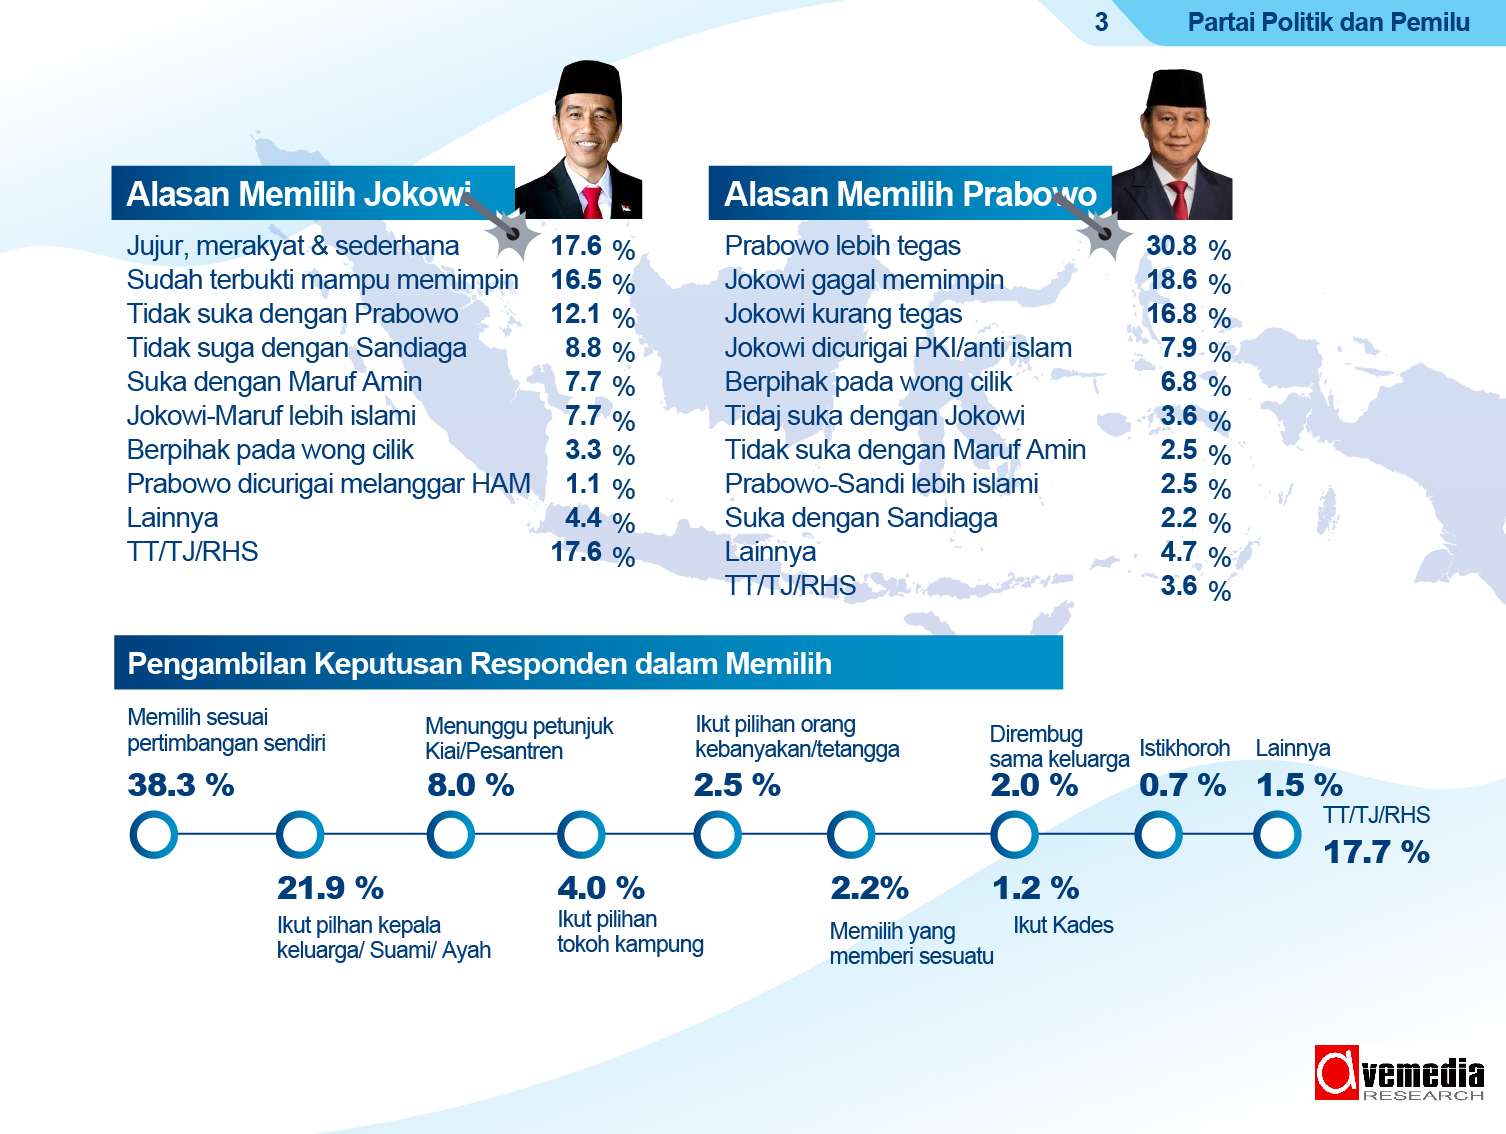 3 Partai Politik dan Pemilu
Alasan Memilih Jokowi
Jujur, merakyat & sederhana 17.6 %
Sudah terbukti mampu memimpin 16.5 %
Tidak suka dengan Prabowo 12.1 %
Tidak suga dengan Sandiaga 8.8 %
Suka dengan Maruf Amin 7.7 %
Jokowi-Maruf lebih islami 7.7 %
Berpihak pada wong cilik 3.3 %
Prabowo dicurigai melanggar HAM 1.1 %
Lainnya 4.4 %
TT/TJ/RHS 17.6 %
Alasan Memilih Prabowo
Prabowo lebih tegas 30.8 %
Jokowi gagal memimpin 18.6 %
Jokowi kurang tegas 16.8 %
Jokowi dicurigai PKI/anti islam 7.9 %
Berpihak pada wong cilik 6.8 %
Tidaj suka dengan Jokowi 3.6 %
Tidak suka dengan Maruf Amin 2.5 %
Prabowo-Sandi lebih islami 2.5 %
Suka dengan Sandiaga 2.2 %
Lainnya 4.7 %
TT/TJ/RHS 3.6 %
Pengambilan Keputusan Responden dalam Memilih
Memilih sesuai
pertimbangan sendiri
38.3 %
21.9 %
Ikut pilhan kepala
keluarga/ Suami/ Ayah
Menunggu petunjuk
Kiai/Pesantren
8.0 %
4.0 %
Ikut pilihan
tokoh kampung
Ikut pilihan orang
kebanyakan/tetangga
2.5 %
2.2%
Memilih yang
memberi sesuatu
Dirembug
sama keluarga
2.0 %
1.2 %
Ikut Kades
Istikhoroh
0.7 %
Lainnya
1.5 %
TT/TJ/RHS
17.7 %
avemedia
RESEARCH